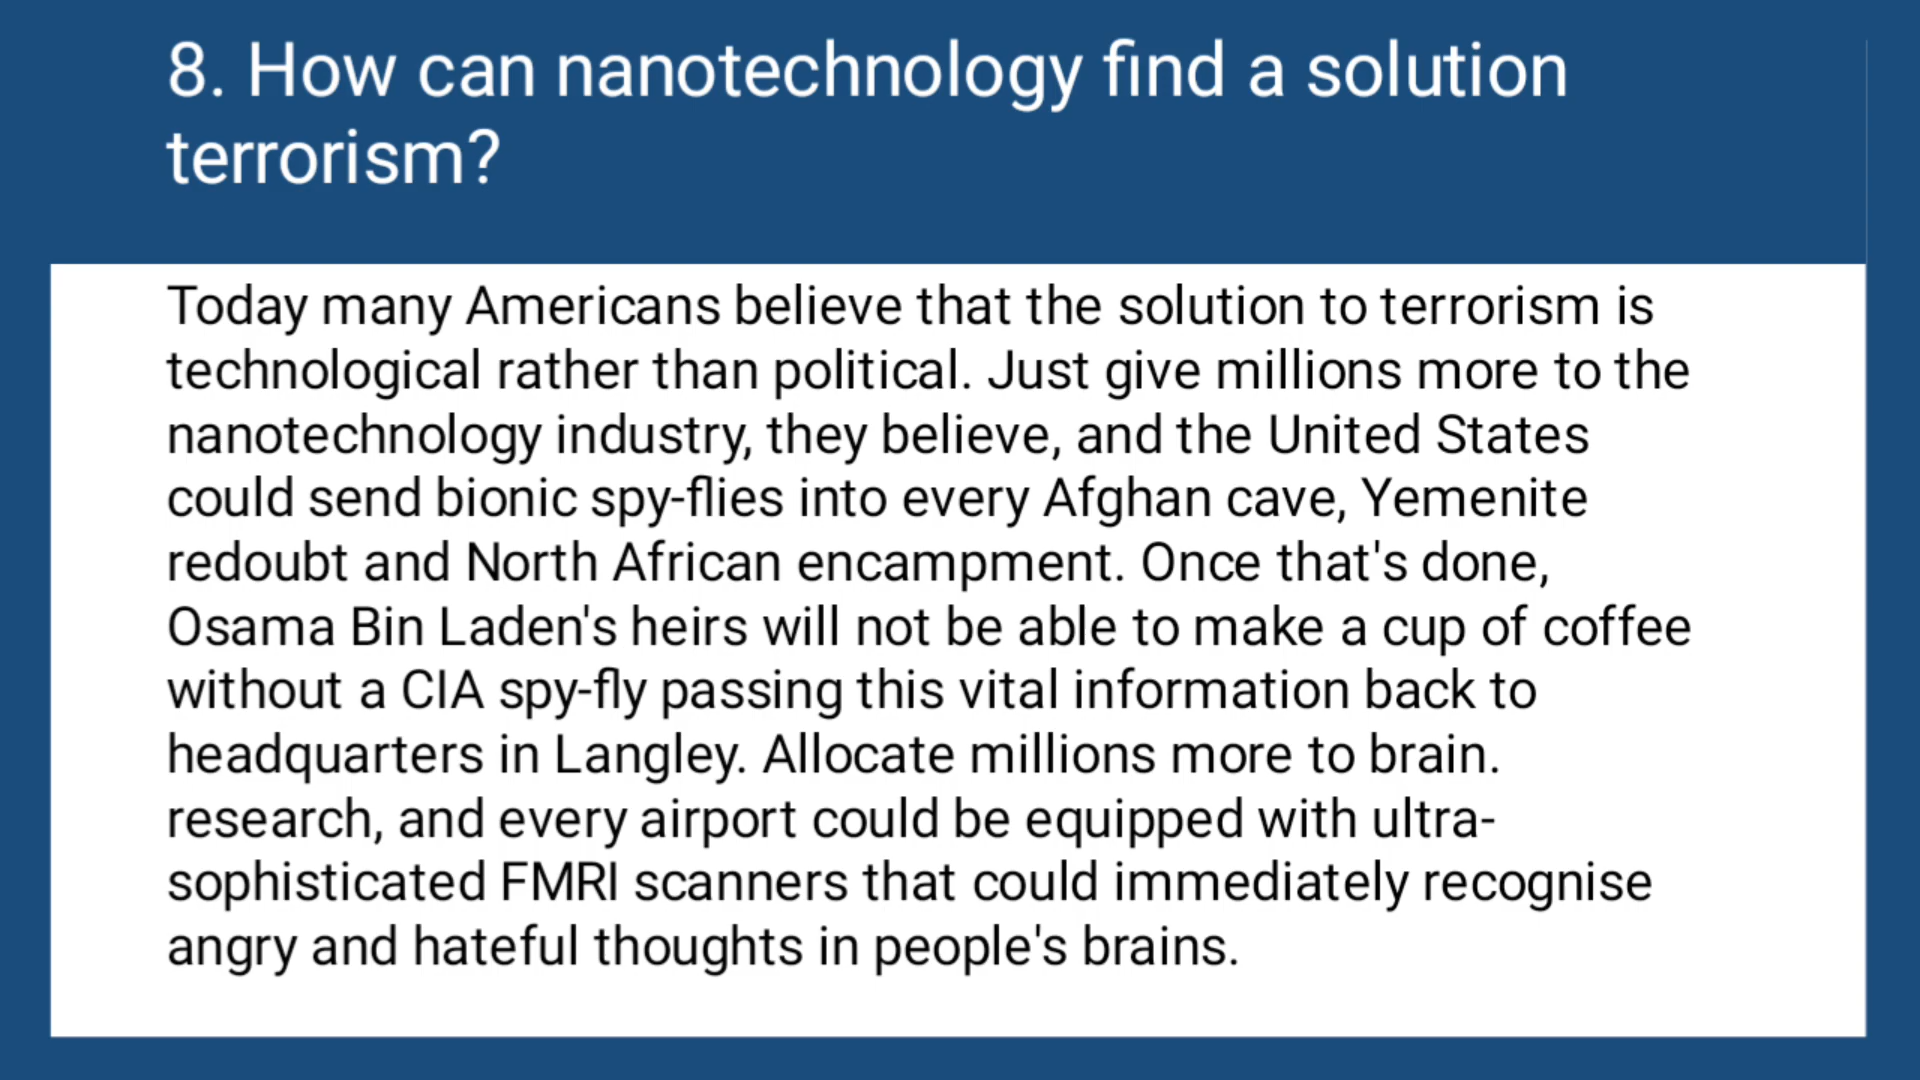 8. How can nanotechnology find a solution
terrorism?
Today many Americans believe that the solution to terrorism is
technological rather than political. Just give millions more to the
nanotechnology industry, they believe, and the United States
could send bionic spy-flies into every Afghan cave, Yemenite
redoubt and North African encampment. Once that's done,
Osama Bin Laden's heirs will not be able to make a cup of coffee
without a CIA spy-fly passing this vital information back to
headquarters in Langley. Allocate millions more to brain.
research, and every airport could be equipped with ultra-
sophisticated FMRI scanners that could immediately recognise
angry and hateful thoughts in people's brains.